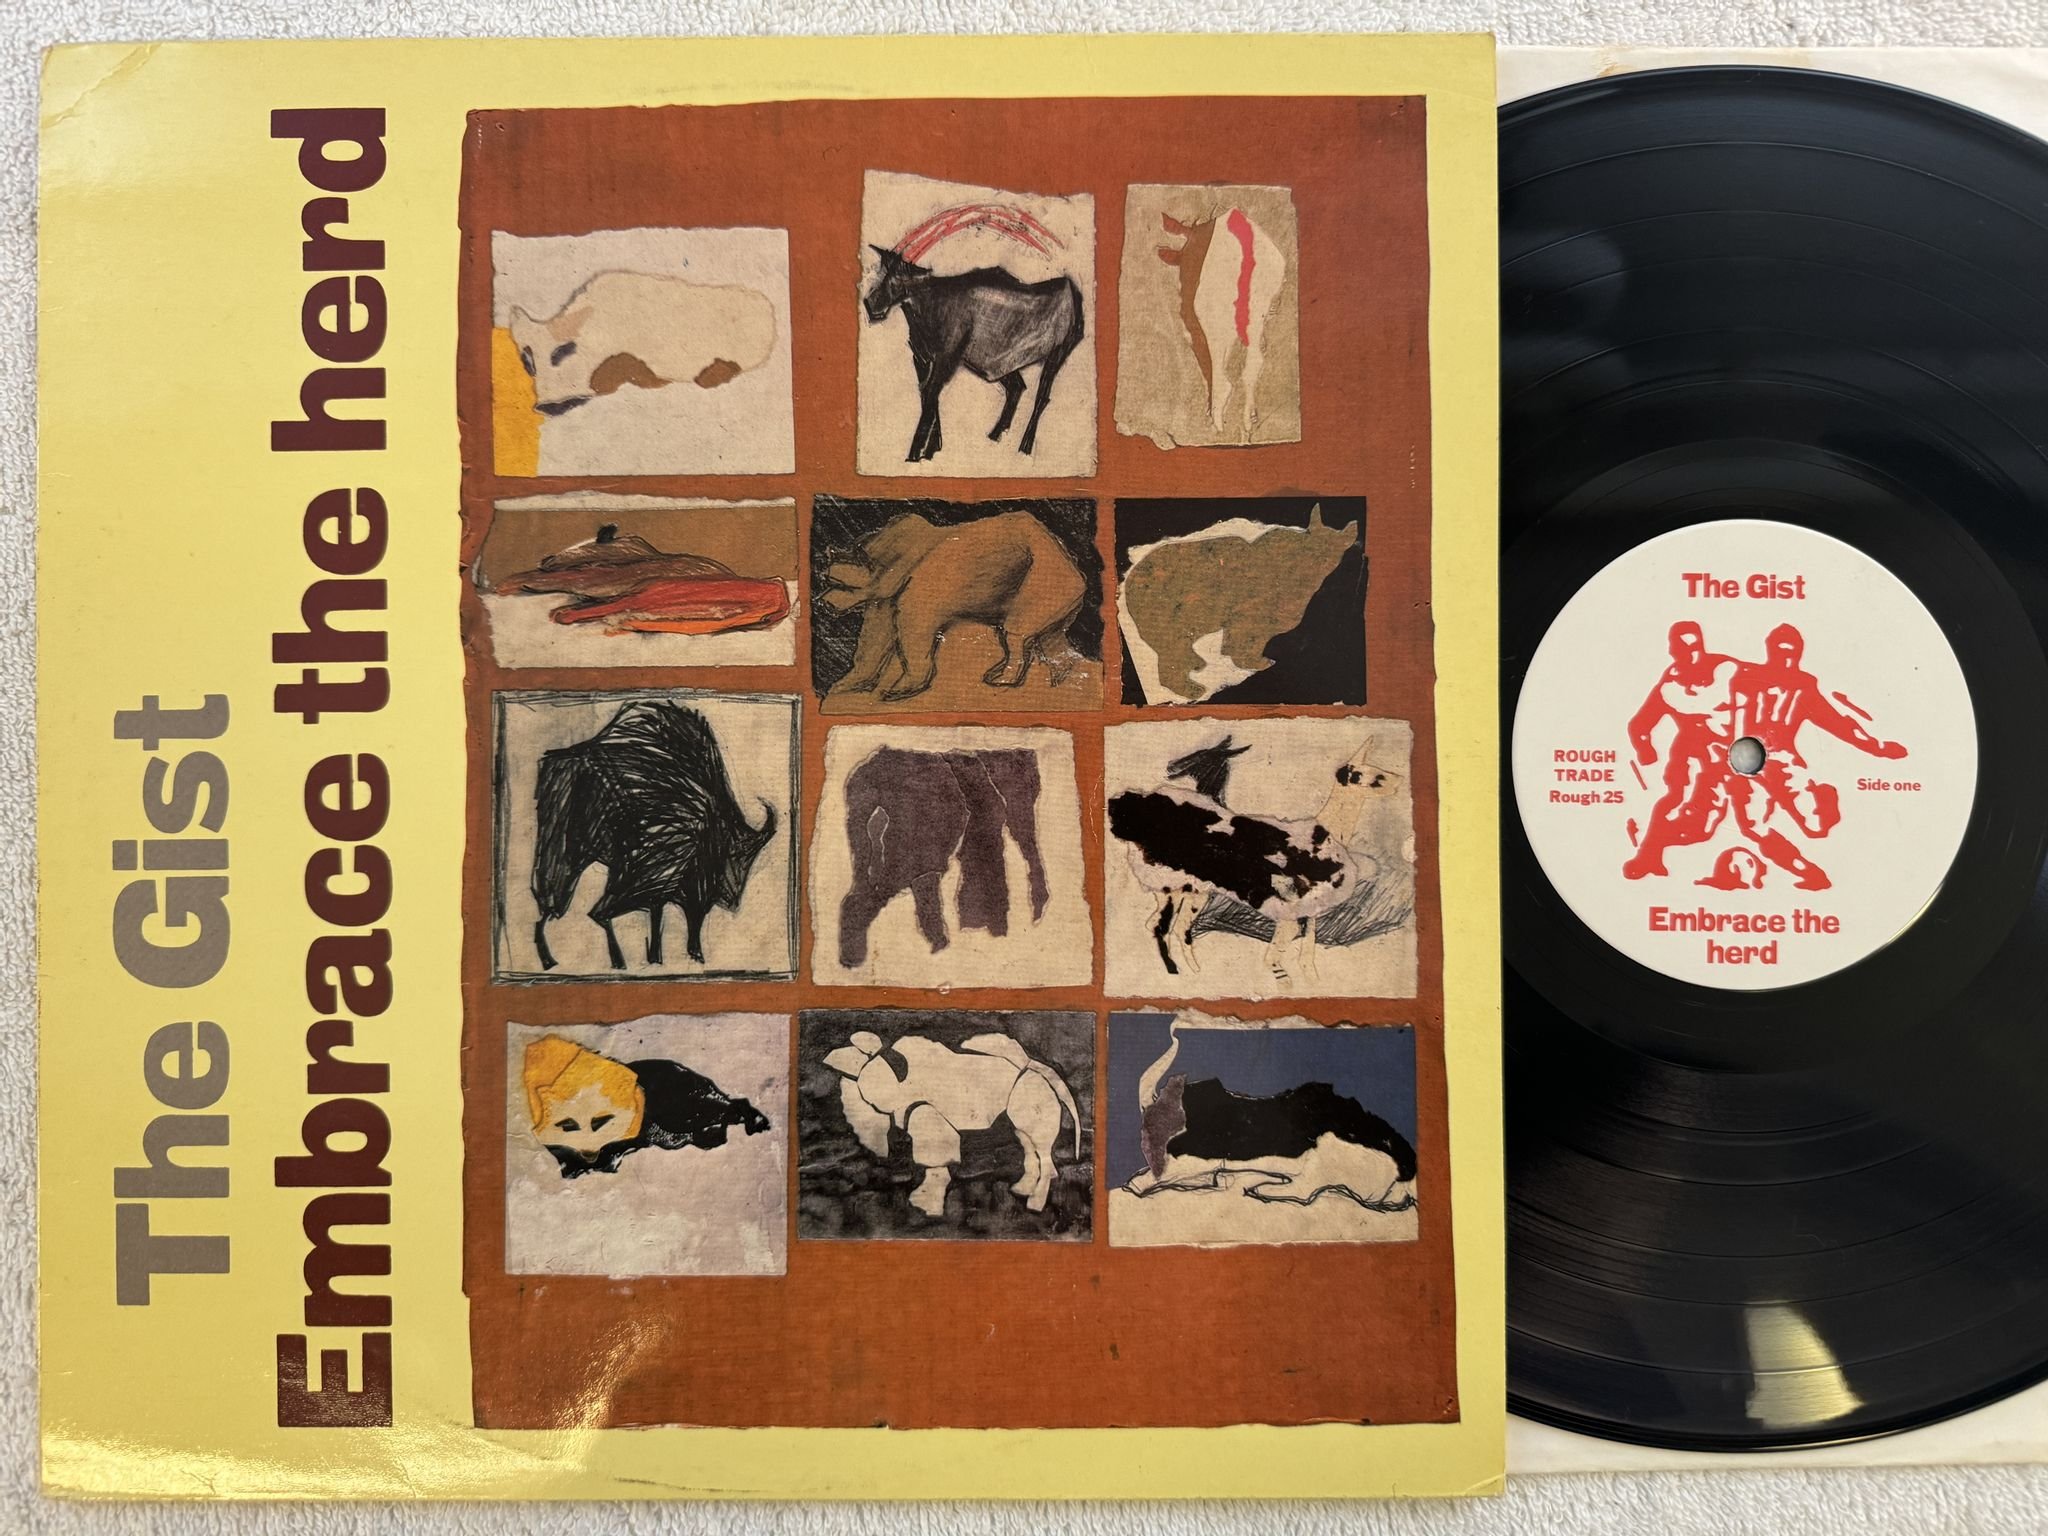 The Gist
Embrace the herd
The Gist
ROUGH
TRADE
Rough 25
Side one
Embrace the
herd